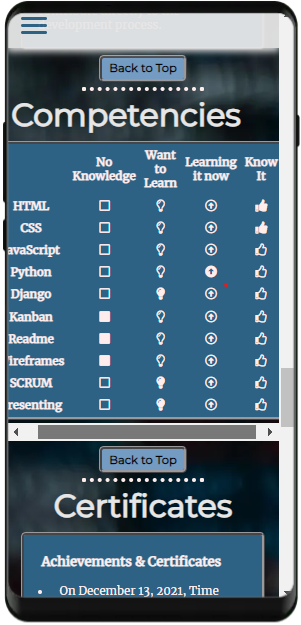 velopment process.
Back to Top
Competencies
No Knowledge Want to Learn Learning it now Know It
HTML
CSS
avaScript
Python
Django
Kanban
Readme
ireframes
SCRUM
resenting
Back to Top
Certificates
Achievements & Certificates
On December 13, 2021, Time